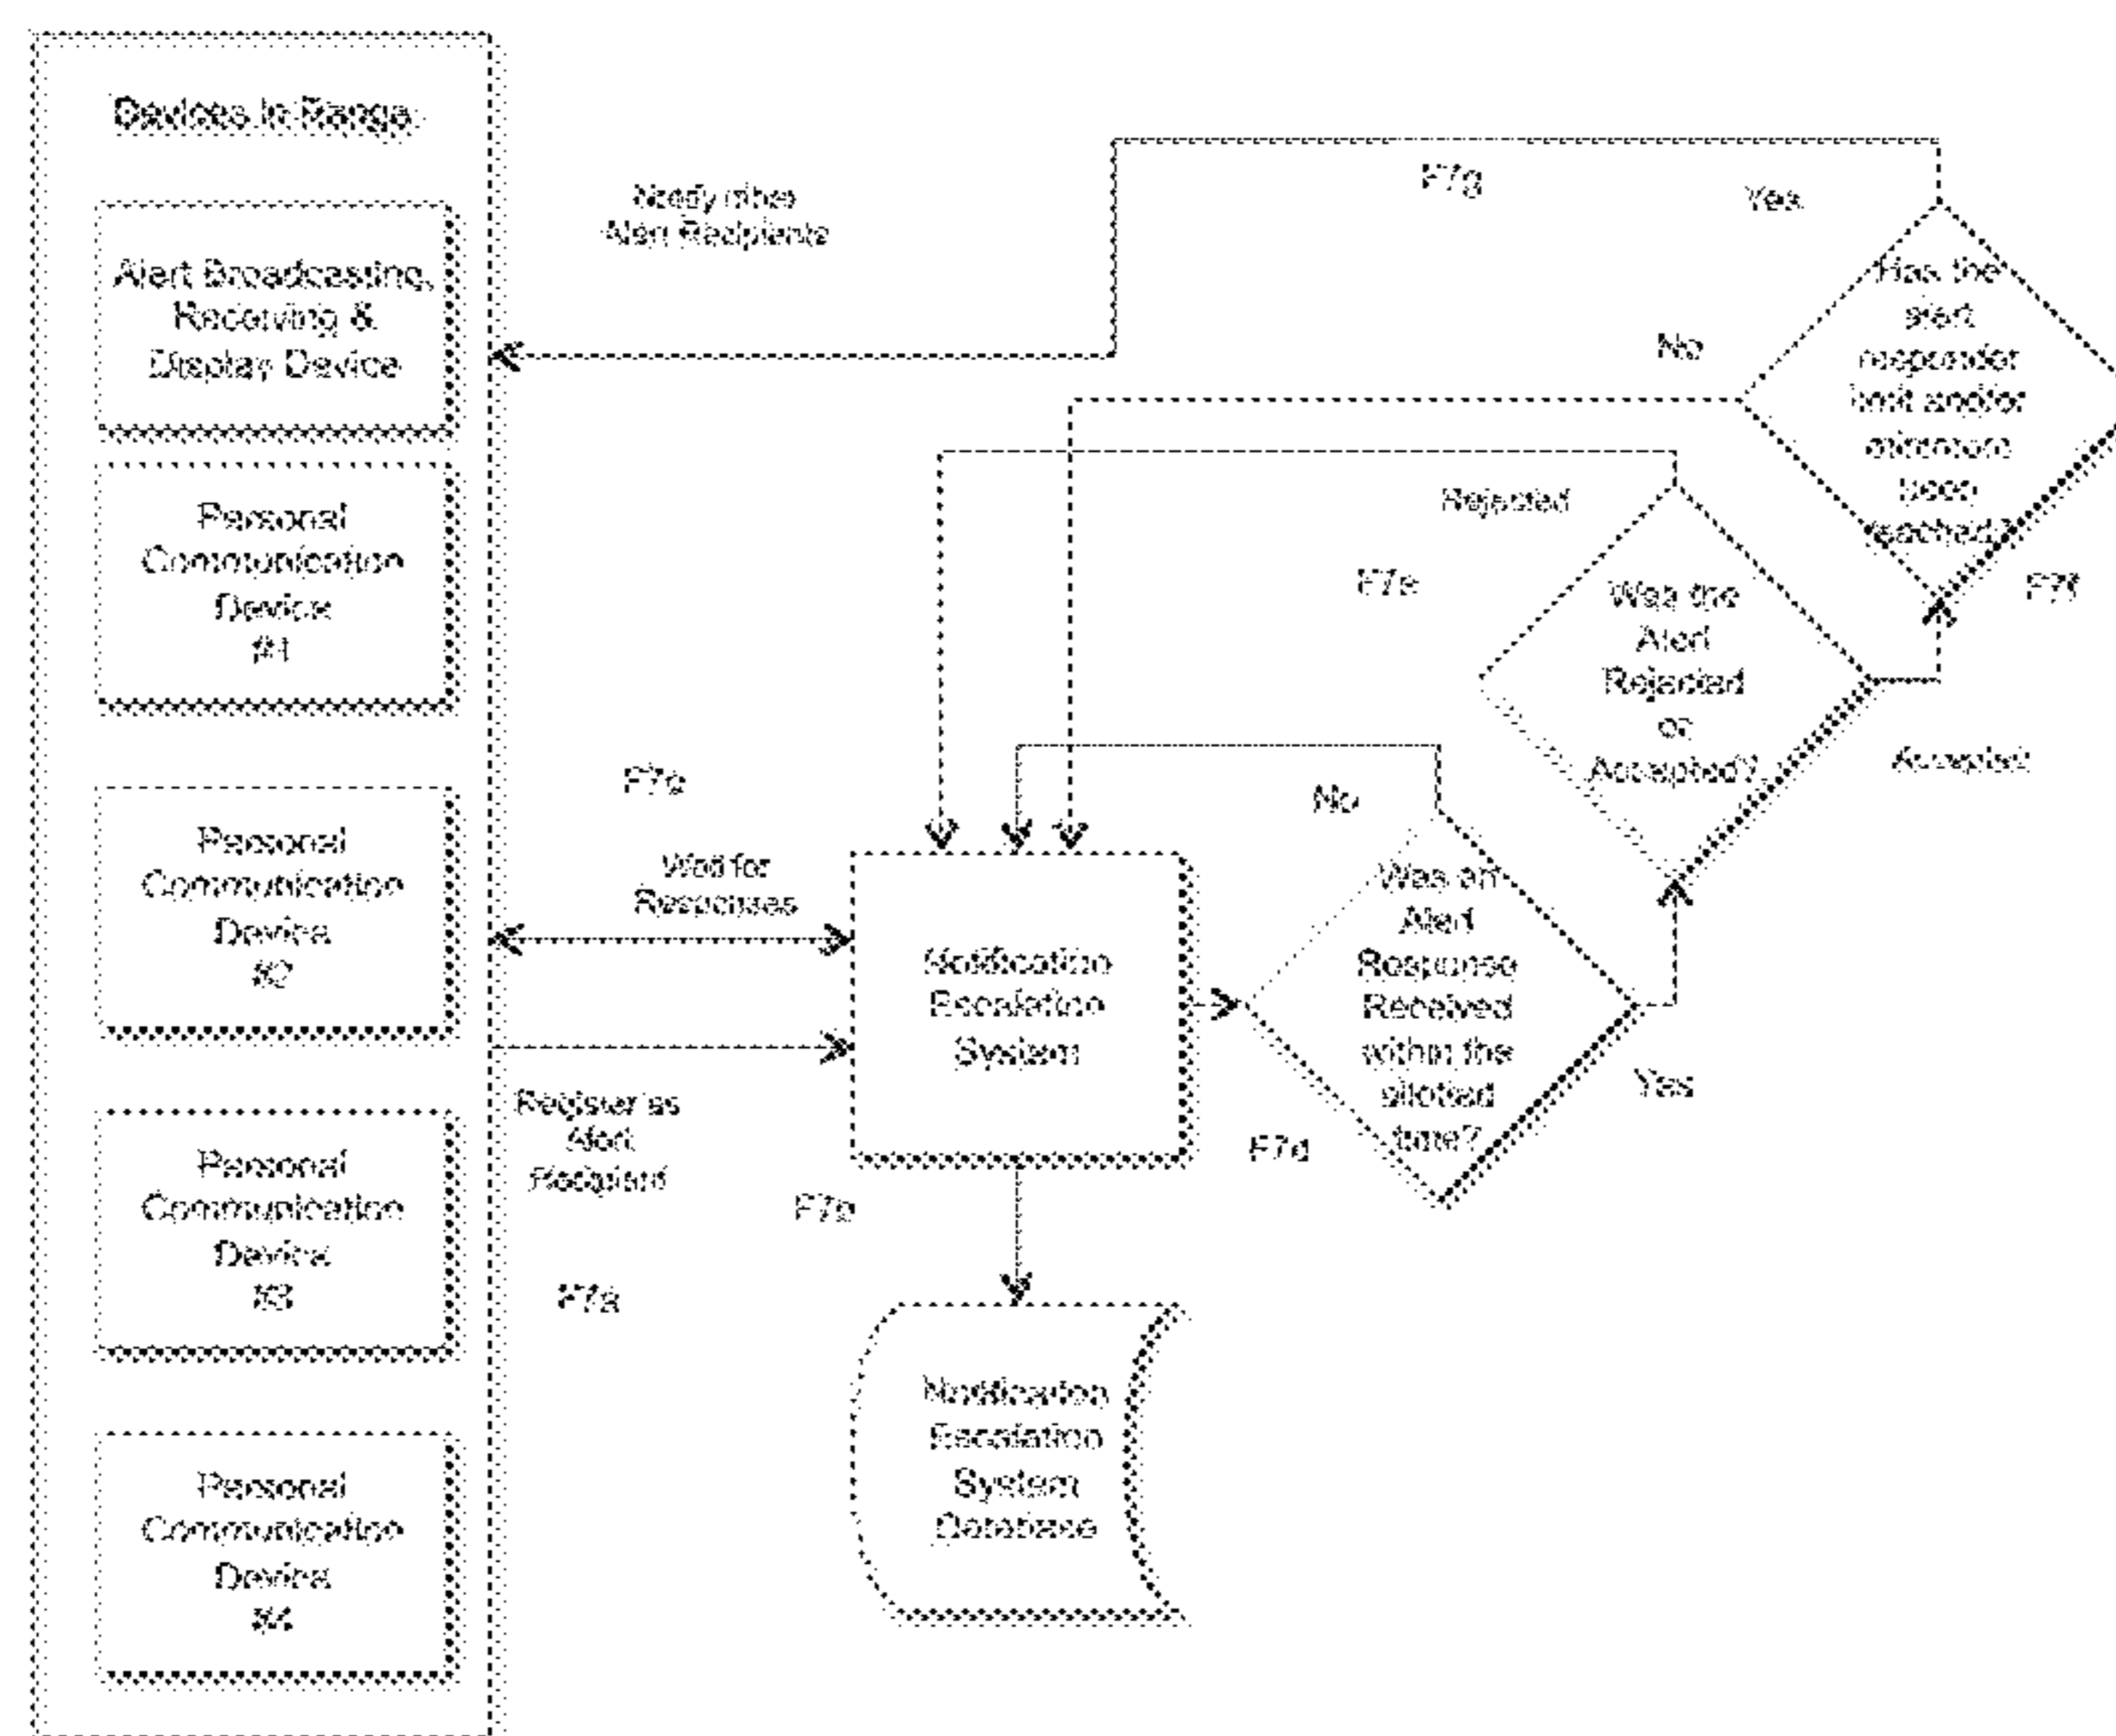 Devices In Range
Alert Broadcasting,
Receiving &
Display Device
Personal
Communication
Device
#1
Personal
Communication
Device
#2
Personal
Communication
Device
#3
Personal
Communication
Device
#4
Notify other
Alert Recipients
F7g
Yes
Has the
alert
responder
limit and/or
minimum
been
reached?
No
F7f
Rejected
F7e
Was the
Alert
Rejected
or
Accepted?
Accepted
F7c
Wait for
Responses
No
Notification
Escalation
System
Was an
Alert
Response
Received
within the
allotted
time?
Yes
F7d
Register as
Alert
Recipient
F7b
F7a
Notification
Escalation
System
Database